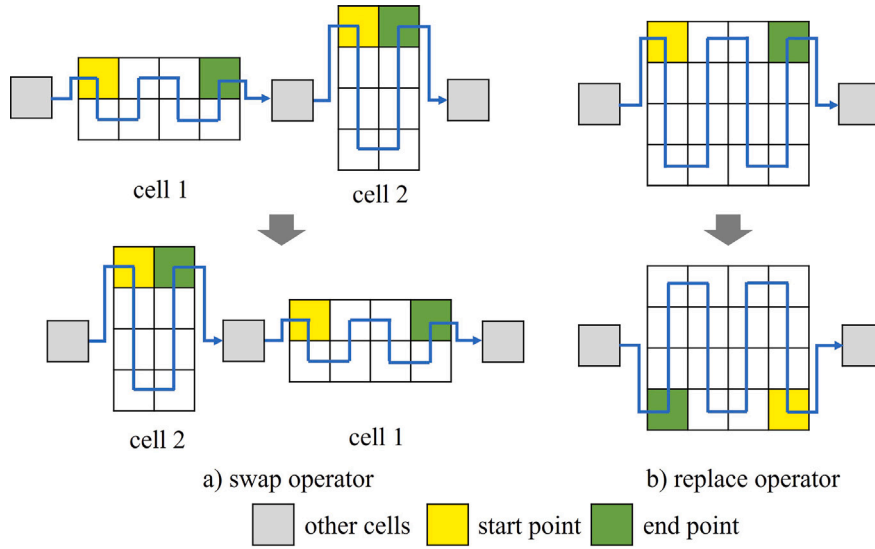 cell 1
cell 2
cell 2
cell 1
a) swap operator
b) replace operator
other cells
start point
end point